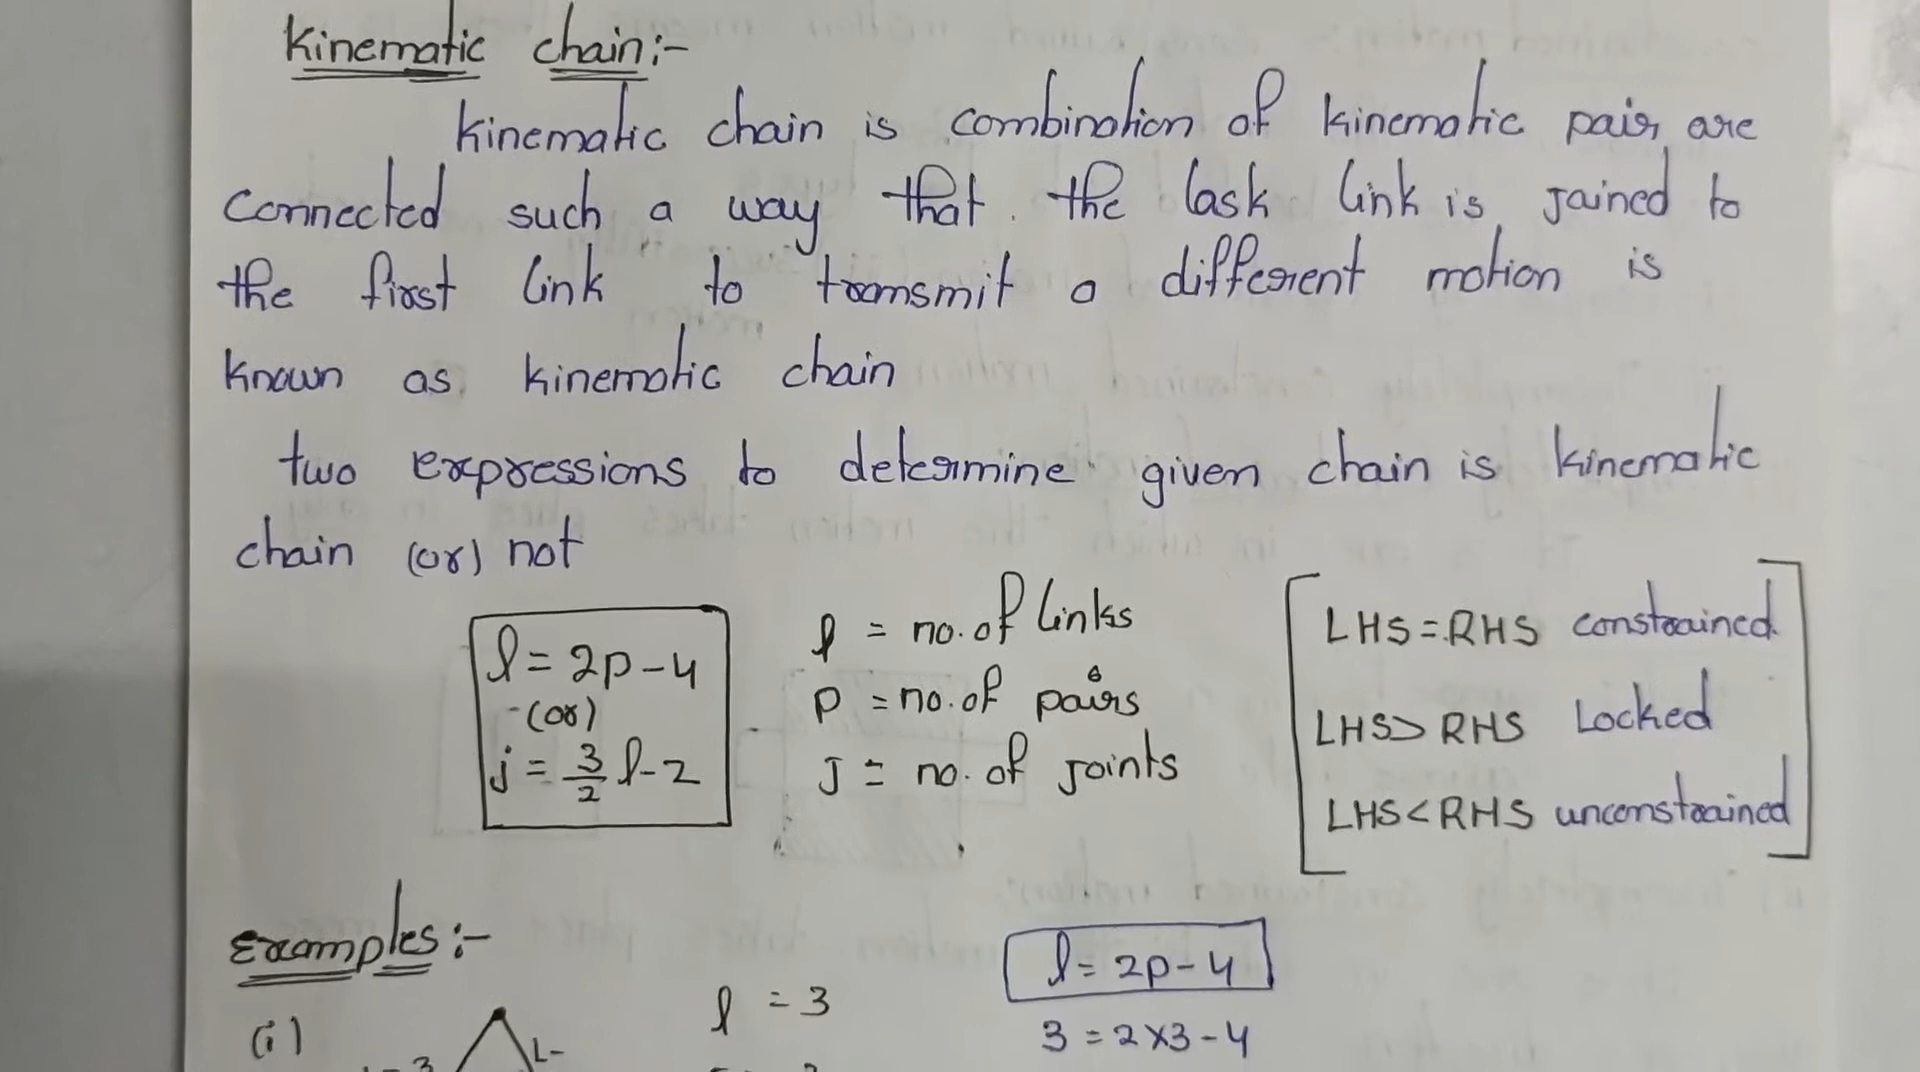 Kinematic chain:-
kinematic chain is combination of kinematic pairs are
connected such a way that the lask link is joined to
the first link to transmit a different motion is
known as kinematic chain
two expressions to determine given chain is kinematic
chain (or) not
l = 2p-4
(or)
j = 3/2 l-2
l = no. of links
p = no. of pairs
J = no. of joints
LHS = RHS constrained
LHS > RHS Locked
LHS < RHS unconstrained
Examples:-
(i)
L-
3
l = 3
l = 2p-4
3 = 2×3-4